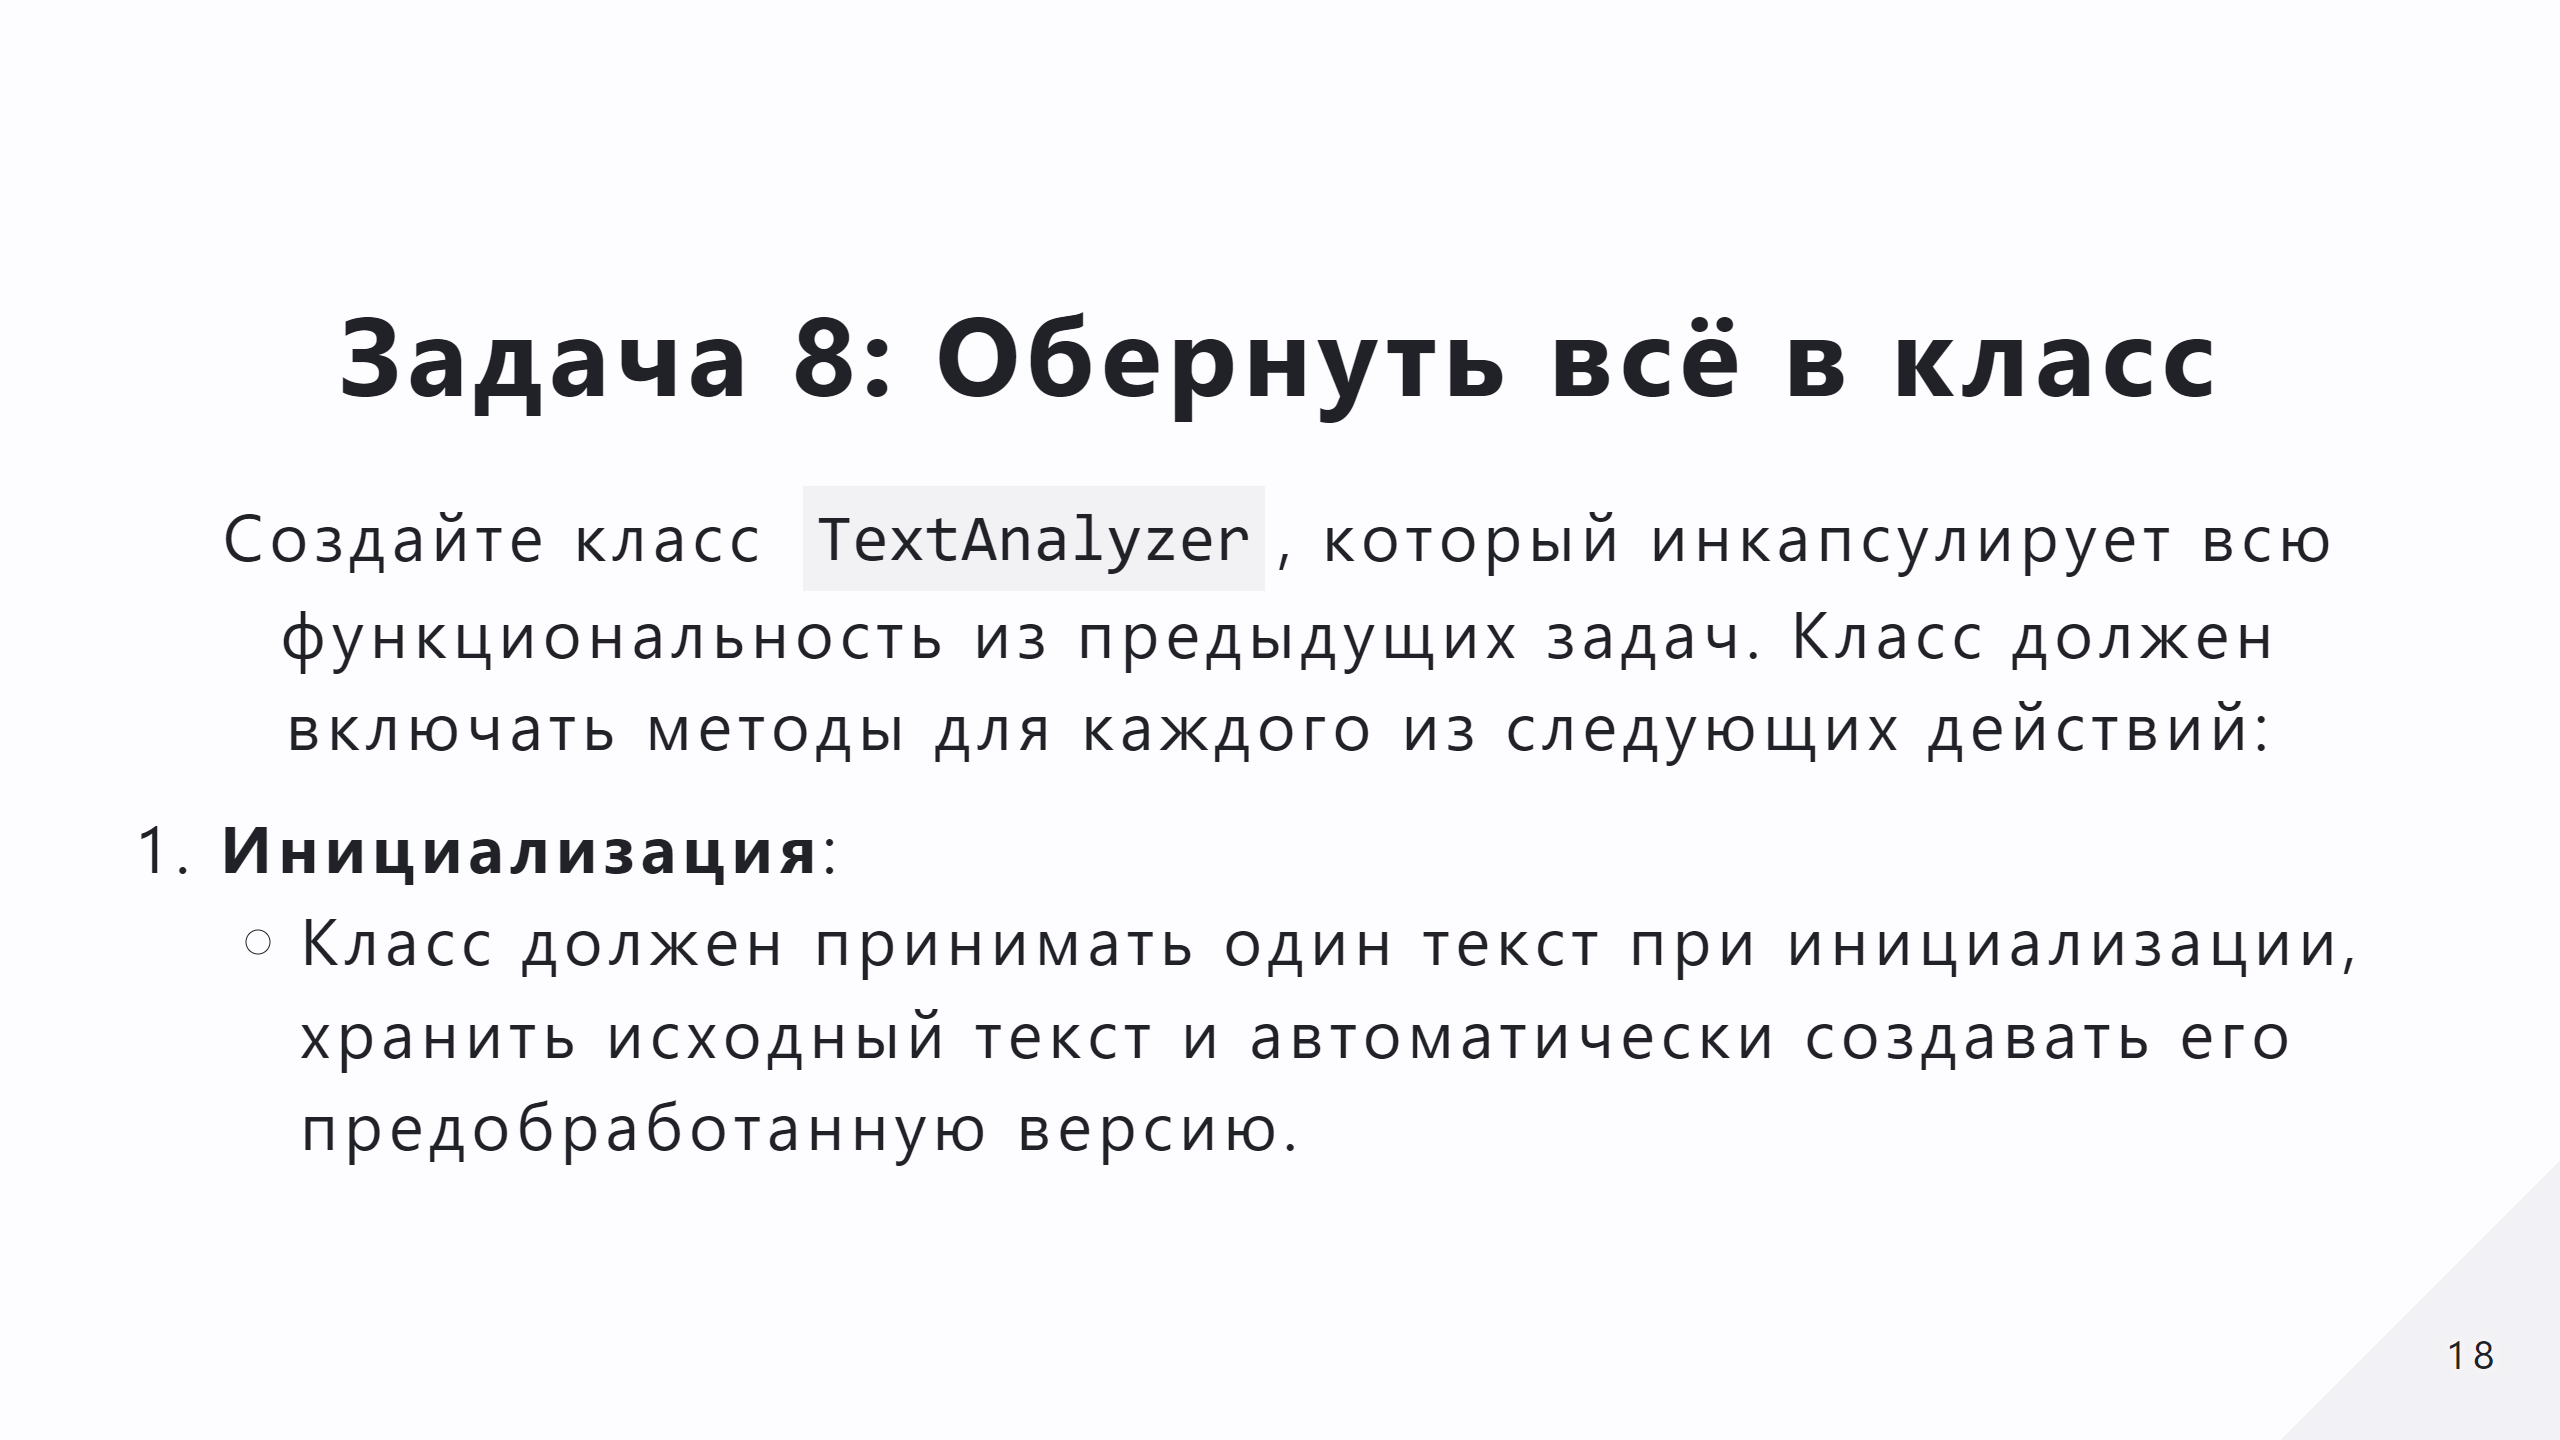 Задача 8: Обернуть всё в класс
Создайте класс TextAnalyzer, который инкапсулирует всю
функциональность из предыдущих задач. Класс должен
включать методы для каждого из следующих действий:
1. Инициализация:
○ Класс должен принимать один текст при инициализации,
хранить исходный текст и автоматически создавать его
предобработанную версию.
18